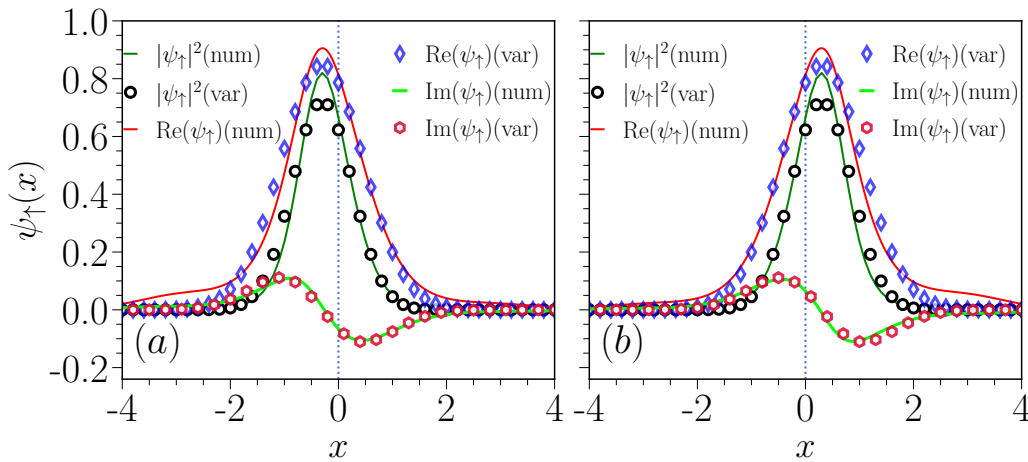 ψ↑(x)
1.0
0.8
0.6
0.4
0.2
0.0
-0.2
|ψ↑|²(num)
|ψ↑|²(var)
Re(ψ↑)(num)
Re(ψ↑)(var)
Im(ψ↑)(num)
Im(ψ↑)(var)
(a)
-4 -2 0 2 4
x
|ψ↑|²(num)
|ψ↑|²(var)
Re(ψ↑)(num)
Re(ψ↑)(var)
Im(ψ↑)(num)
Im(ψ↑)(var)
(b)
-4 -2 0 2 4
x